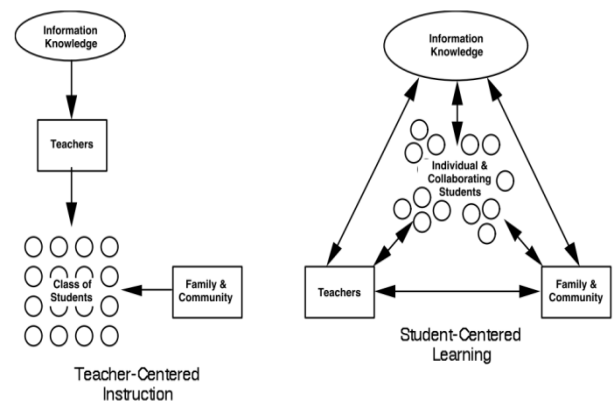 Information
Knowledge
Teachers
Class of
Students
Family &
Community
Teacher-Centered
Instruction
Information
Knowledge
Individual &
Collaborating
Students
Teachers
Family &
Community
Student-Centered
Learning